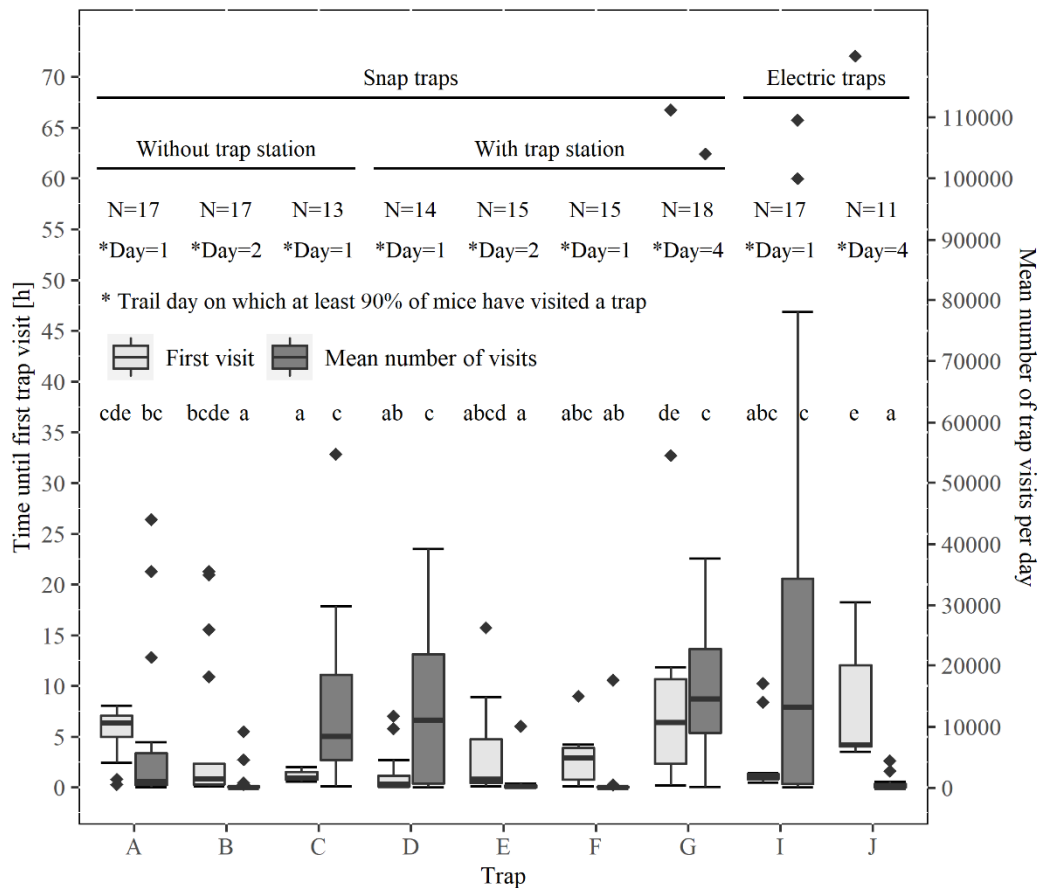 Snap traps Electric traps
Without trap station With trap station
N=17 N=17 N=13 N=14 N=15 N=15 N=18 N=17 N=11
*Day=1 *Day=2 *Day=1 *Day=1 *Day=2 *Day=1 *Day=4 *Day=1 *Day=4
* Trail day on which at least 90% of mice have visited a trap
First visit Mean number of visits
cde bc bcde a a c ab c abcd a abc ab de c abc c e a
Time until first trap visit [h]
70
65
60
55
50
45
40
35
30
25
20
15
10
5
0
Mean number of trap visits per day
110000
100000
90000
80000
70000
60000
50000
40000
30000
20000
10000
0
A B C D E F G I J
Trap